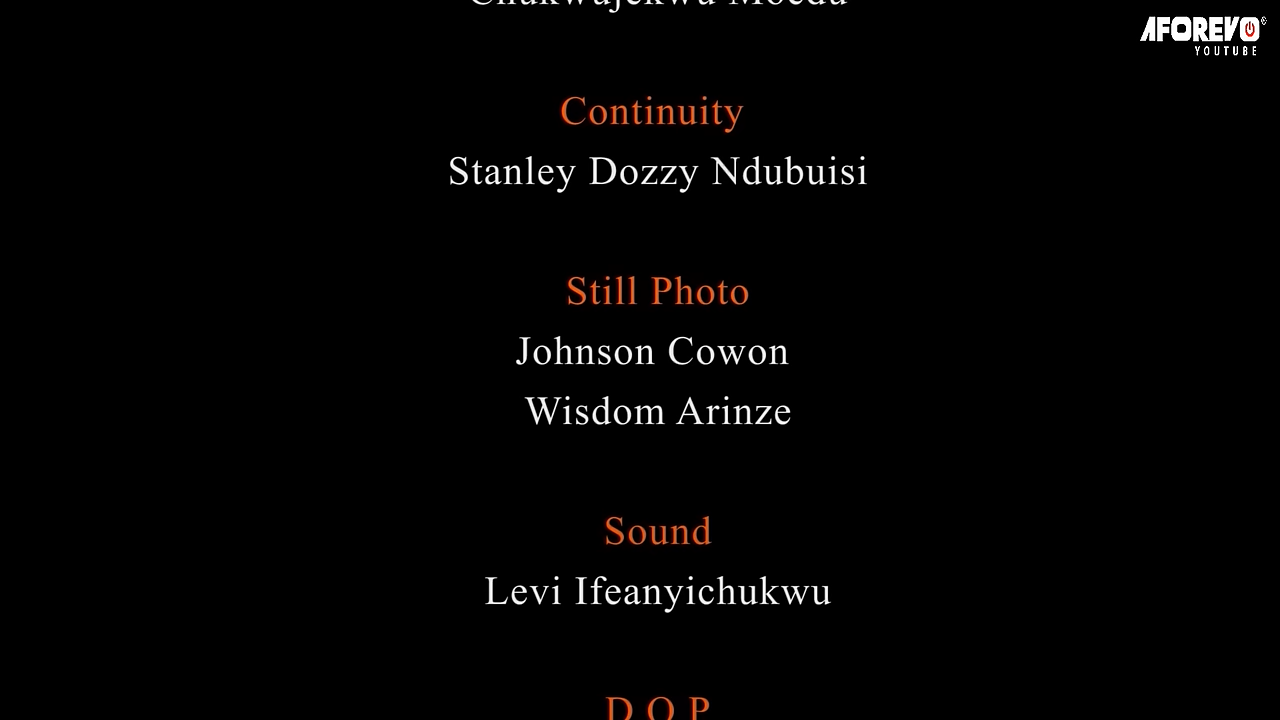 AFOREVO
YOUTUBE
Continuity
Stanley Dozzy Ndubuisi
Still Photo
Johnson Cowon
Wisdom Arinze
Sound
Levi Ifeanyichukwu
D O P